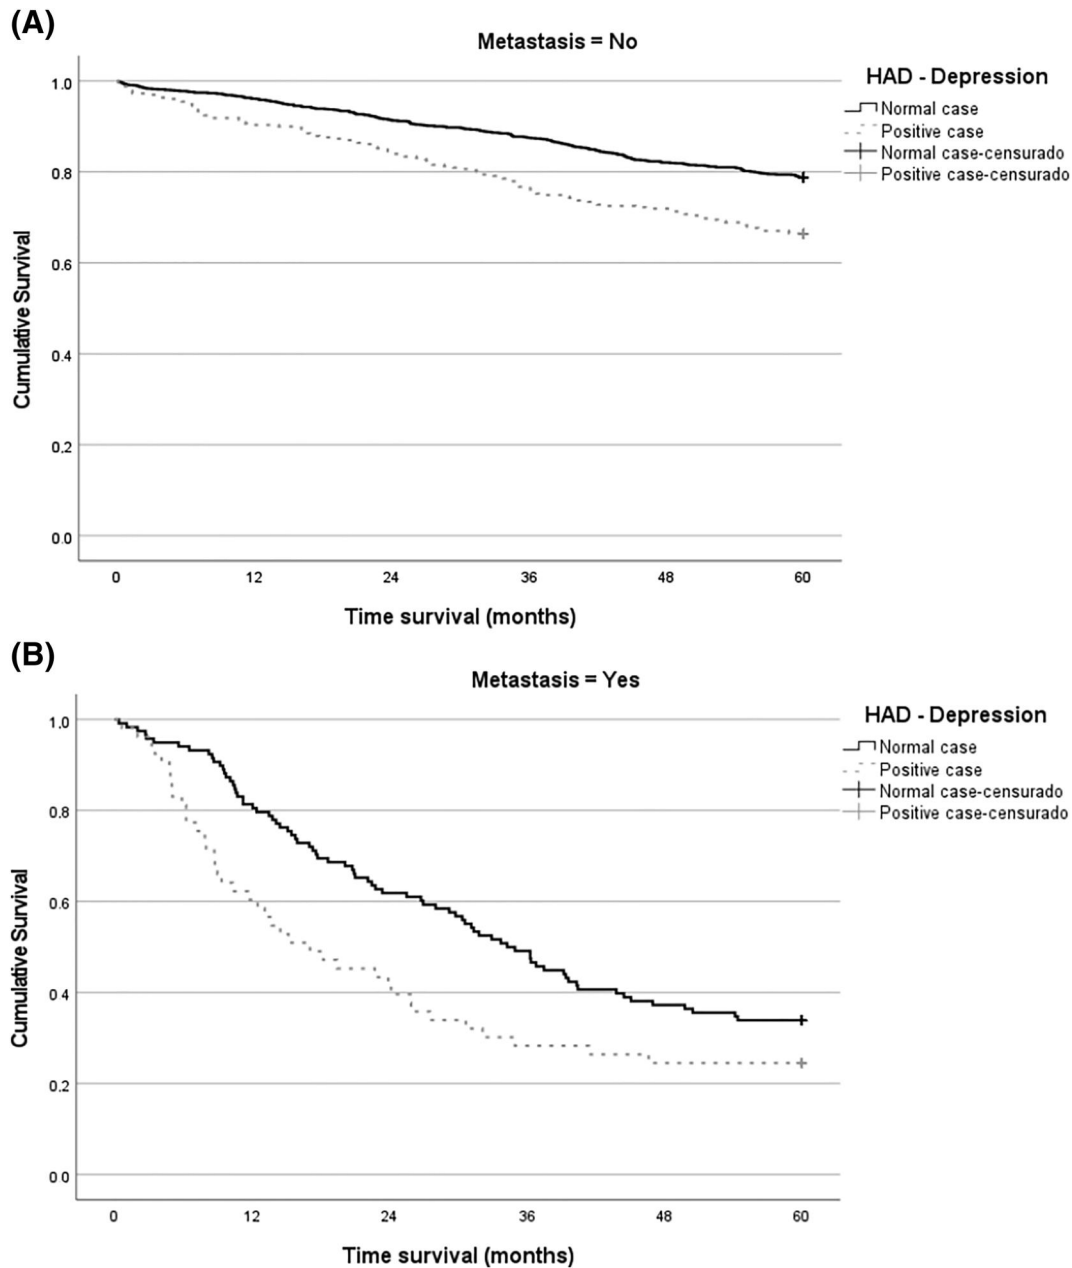 (A)
Metastasis = No
HAD - Depression
Normal case
Positive case
Normal case-censurado
Positive case-censurado
1.0
0.8
0.6
0.4
0.2
0.0
Cumulative Survival
0 12 24 36 48 60
Time survival (months)
(B)
Metastasis = Yes
HAD - Depression
Normal case
Positive case
Normal case-censurado
Positive case-censurado
1.0
0.8
0.6
0.4
0.2
0 0
Cumulative Survival
0 12 24 36 48 60
Time survival (months)